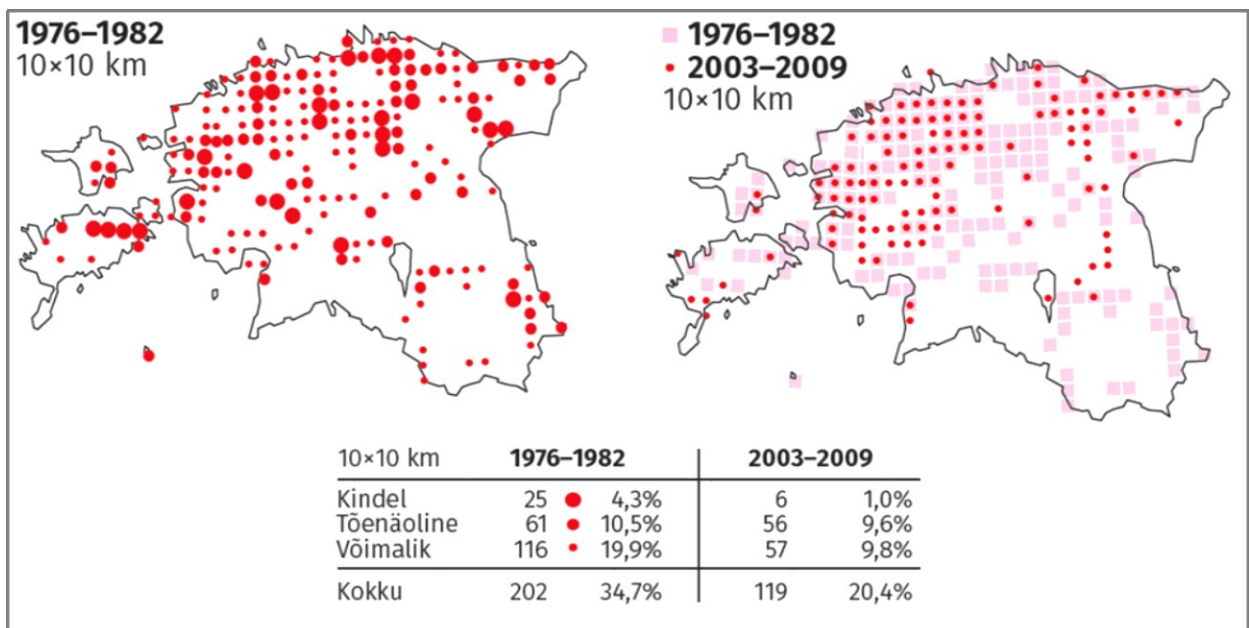 1976–1982
10×10 km
1976–1982
2003–2009
10×10 km
10×10 km 1976–1982 2003–2009
Kindel 25 4,3% 6 1,0%
Tõenäoline 61 10,5% 56 9,6%
Võimalik 116 19,9% 57 9,8%
Kokku 202 34,7% 119 20,4%